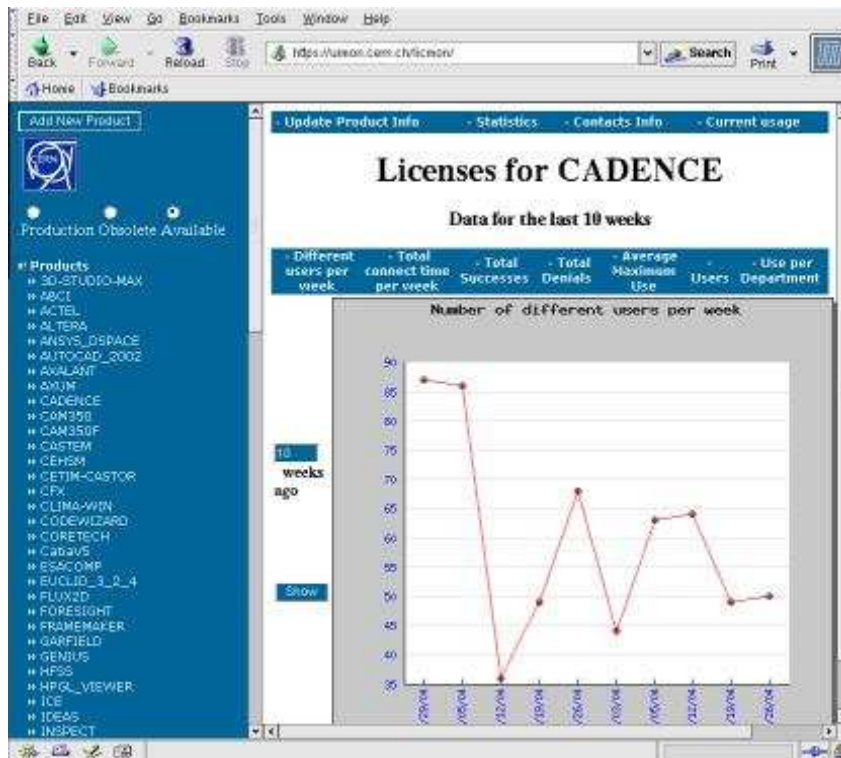 File Edit View Go Bookmarks Tools Window Help
Back Forward Reload Stop Search Print
Home Bookmarks
Add New Product
CERN
Production Obsolete Available
Products
3D-STUDIO-MAX
ABCI
ACTEL
ALTERA
ANSYS_DSPACE
AUTOCAD_2002
AXALANT
AXUM
CADENCE
CAM350
CAM350F
CASTEM
CEHSM
CETIM-CASTOR
CFX
CLIMA-WIN
CODEWIZARD
CORETECH
CabaV5
ESACOMP
EUCLID_3_2_4
FLUX2D
FORESIGHT
FRAMEMAKER
GARFIELD
GENIUS
HFSS
HPGL_VIEWER
ICE
IDEAS
INSPECT
- Update Product Info - Statistics - Contacts Info - Current usage
Licenses for CADENCE
Data for the last 10 weeks
- Different users per week
- Total connect time per week
- Total Successes
- Total Denials
- Average Maximum Use
- Users
- Use per Department
10
weeks
ago
Show
Number of different users per week
90
85
80
75
70
65
60
55
50
45
40
35